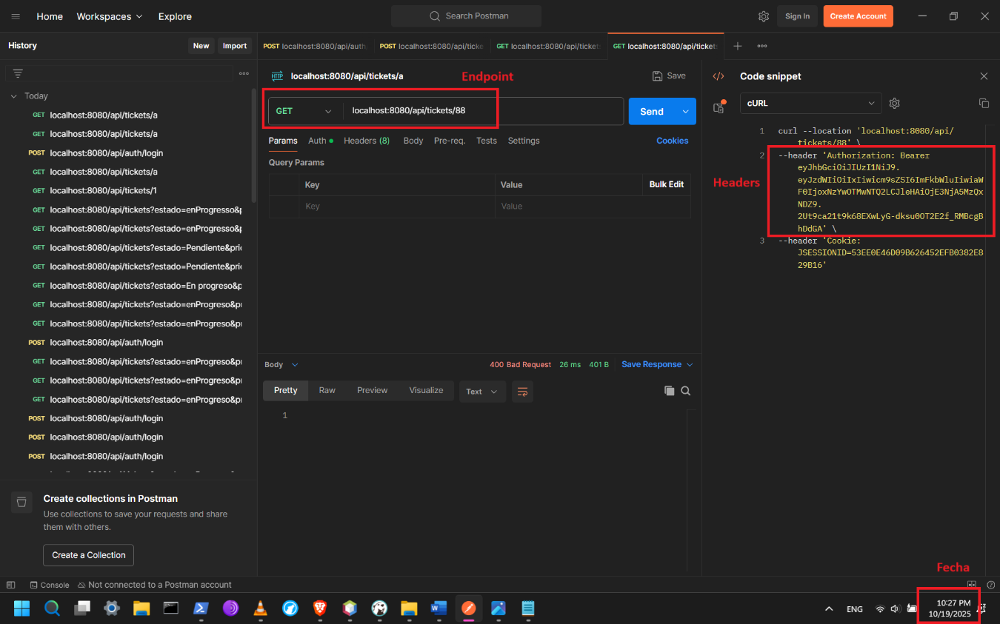 Home
Workspaces
Explore
Search Postman
Sign In
Create Account
History
New
Import
POST localhost:8080/api/auth
POST localhost:8080/api/ticke
GET localhost:8080/api/ticket
GET localhost:8080/api/ticket
HTTP
localhost:8080/api/tickets/a
Endpoint
Save
Code snippet
Today
GET localhost:8080/api/tickets/a
GET localhost:8080/api/tickets/a
POST localhost:8080/api/auth/login
GET localhost:8080/api/tickets/a
GET localhost:8080/api/tickets/1
GET localhost:8080/api/tickets?estado=enProgresso&p
GET localhost:8080/api/tickets?estado=enProgresso&p
GET localhost:8080/api/tickets?estado=Pendiente&prio
GET localhost:8080/api/tickets?estado=Pendiente&prio
GET localhost:8080/api/tickets?estado=En progreso&p
GET localhost:8080/api/tickets?estado=enProgreso&pr
GET localhost:8080/api/tickets?estado=enProgreso&pr
POST localhost:8080/api/auth/login
GET localhost:8080/api/tickets?estado=enProgreso&pr
GET localhost:8080/api/tickets?estado=enProgreso&pr
GET localhost:8080/api/tickets?estado=enProgreso&pr
POST localhost:8080/api/auth/login
POST localhost:8080/api/auth/login
POST localhost:8080/api/auth/login
Create collections in Postman
Use collections to save your requests and share
them with others.
Create a Collection
GET
localhost:8080/api/tickets/88
Send
Params
Auth
Headers (8)
Body
Pre-req.
Tests
Settings
Cookies
Query Params
Key
Value
Bulk Edit
Key
Value
Body
400 Bad Request
26 ms
401 B
Save Response
Pretty
Raw
Preview
Visualize
Text
1
cURL
1 curl --location 'localhost:8080/api/
tickets/88' \
2 --header 'Authorization: Bearer
eyJhbGciOiJIUzI1NiJ9.
eyJzdWIiOiIxIiwicm9sZSI6ImFkbWluIiwiaW
F0IjoxNzYwOTMwNTQ2LCJleHAiOjE3NjA5MzQx
NDZ9.
2Ut9ca21t9k68EXwLyG-dksu0OT2E2f_RMBcgB
hDdGA' \
Headers
3 --header 'Cookie:
JSESSIONID=53EE0E46D09B626452EFB0382E8
29B16'
Fecha
Console
Not connected to a Postman account
ENG
10:27 PM
10/19/2025